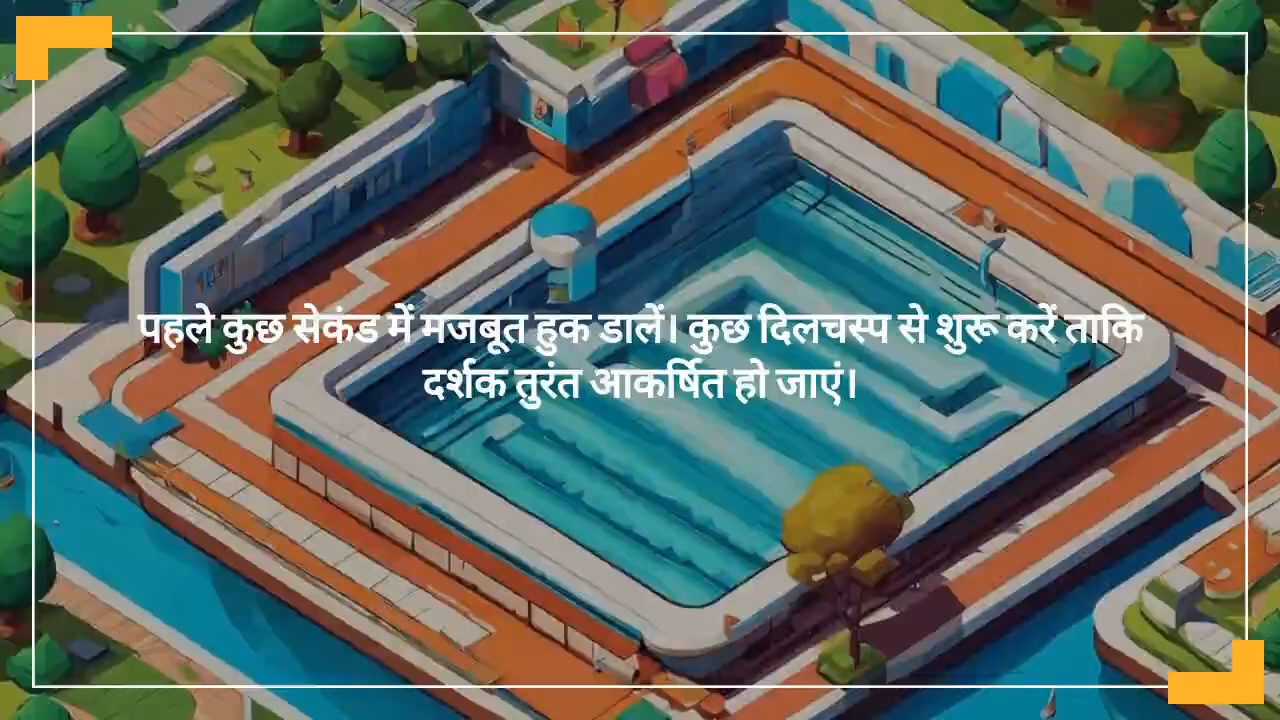 पहले कुछ सेकंड में मजबूत हुक डालें। कुछ दिलचस्प से शुरू करें ताकि
दर्शक तुरंत आकर्षित हो जाएं।